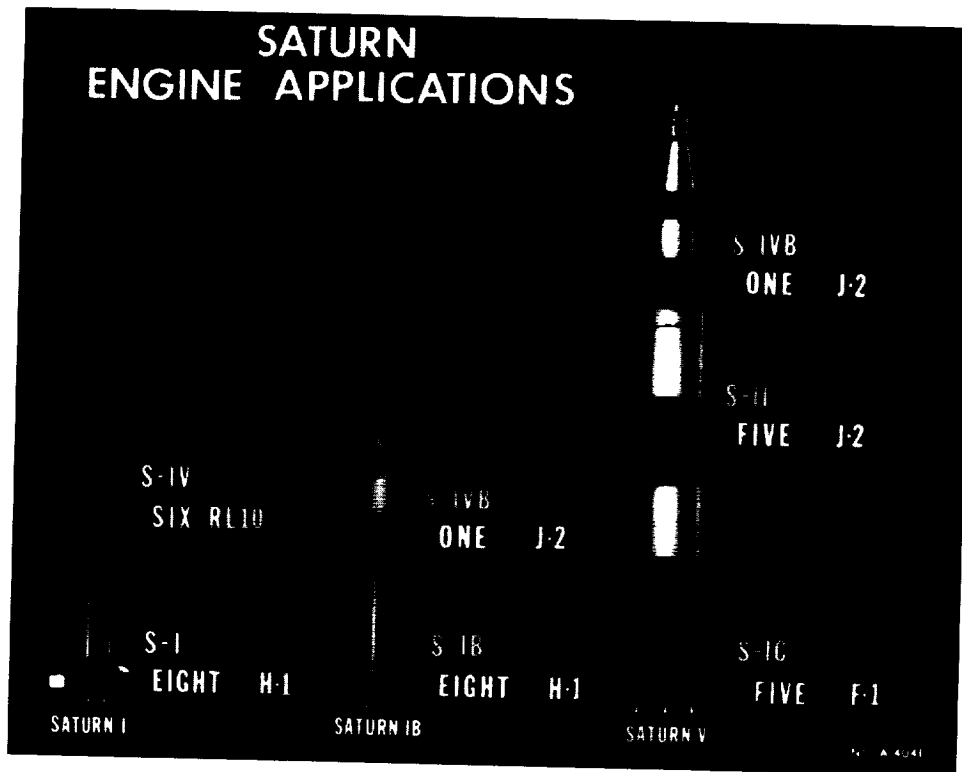 SATURN
ENGINE APPLICATIONS
S-IVB
ONE J-2
S-II
FIVE J-2
S-IV
SIX RL10
S-IVB
ONE J-2
S-I
EIGHT H-1
S-IB
EIGHT H-1
S-IC
FIVE F-1
SATURN I
SATURN IB
SATURN V